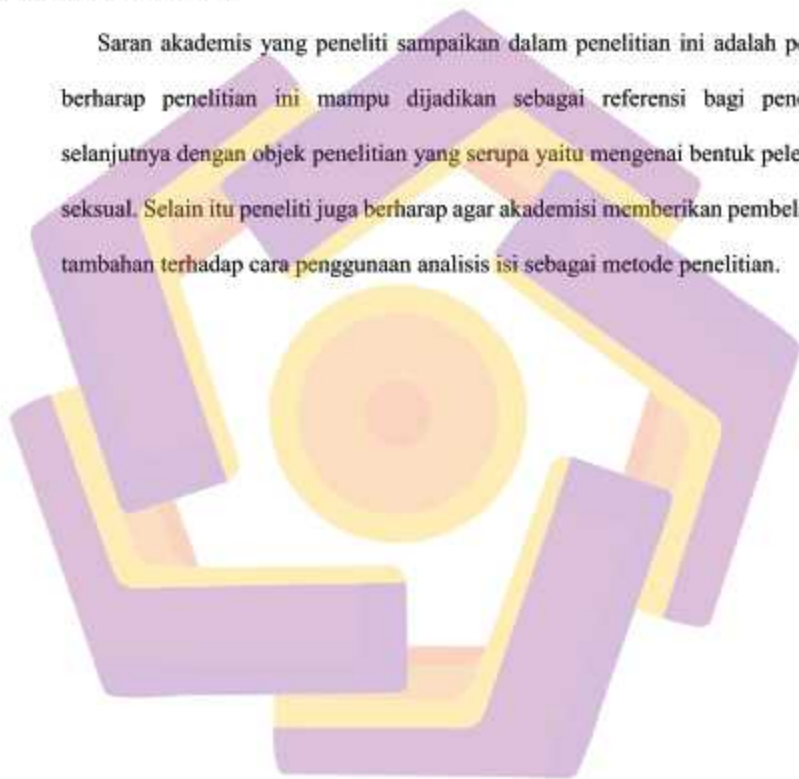 Saran akademis yang peneliti sampaikan dalam penelitian ini adalah
berharap penelitian ini mampu dijadikan sebagai referensi bagi
selanjutnya dengan objek penelitian yang serupa yaitu mengenai bentuk
seksual. Selain itu peneliti juga berharap agar akademisi memberikan
tambahan terhadap cara penggunaan analisis isi sebagai metode penelitian.